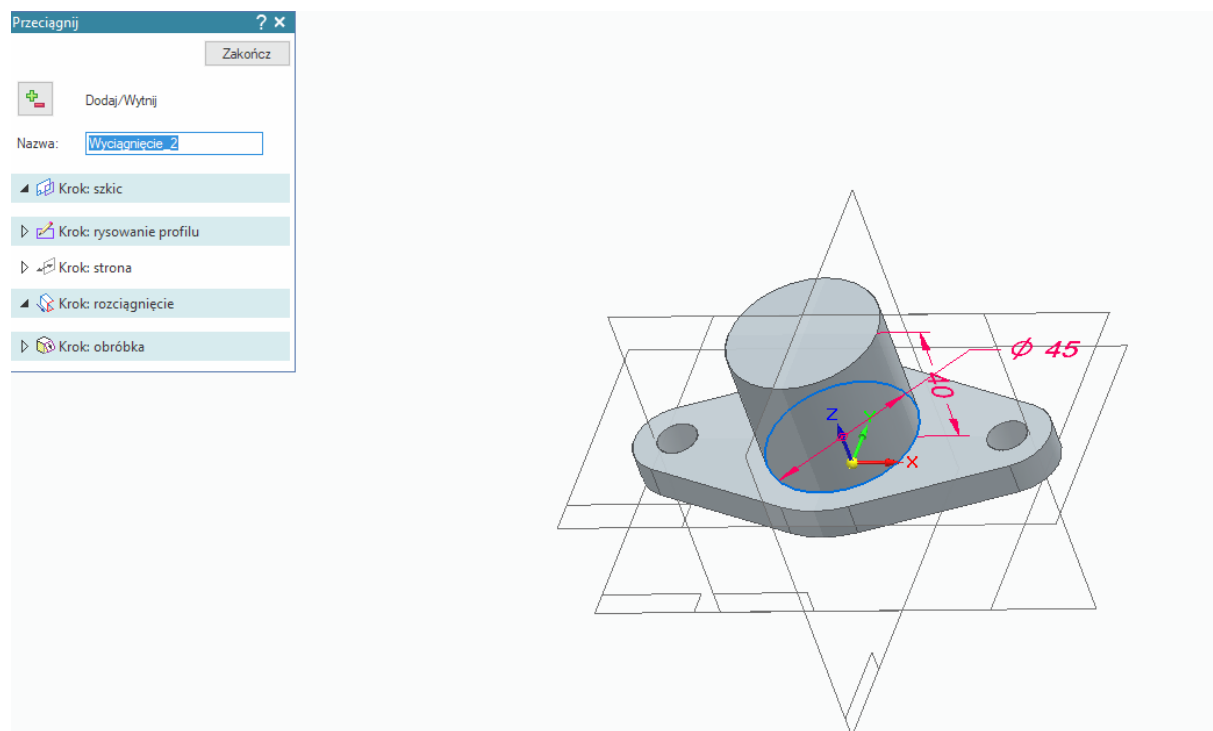 Przeciągnij ? ×
Zakończ
Dodaj/Wytnij
Nazwa: Wyciągnięcie_2
Krok: szkic
Krok: rysowanie profilu
Krok: strona
Krok: rozciągnięcie
Krok: obróbka
Ø 45
40
Z
Y
X